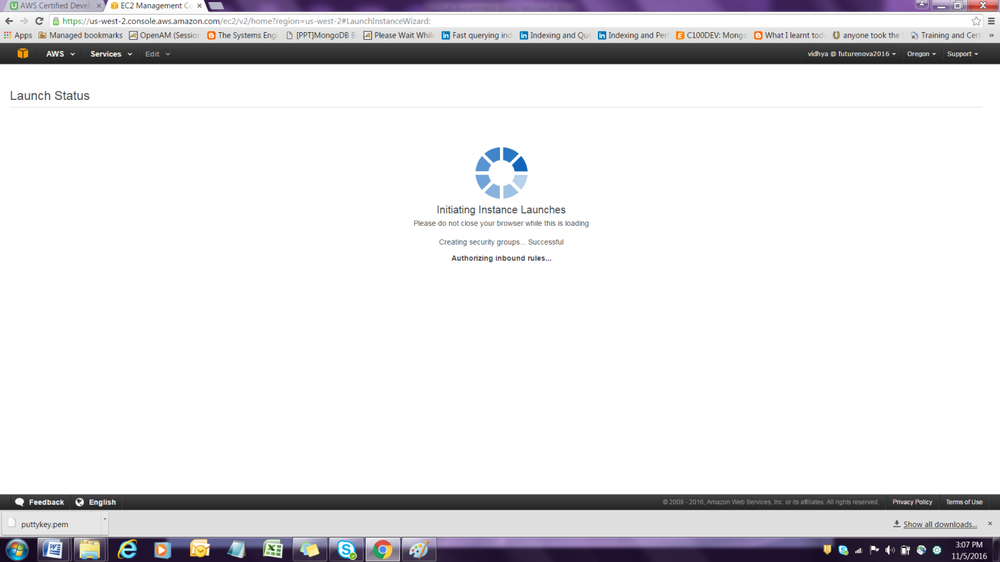 AWS Certified Devel
EC2 Management Co
https://us-west-2.console.aws.amazon.com/ec2/v2/home?region=us-west-2#LaunchInstanceWizard:
Apps Managed bookmarks OpenAM (Session The Systems Eng [PPT]MongoDB B Please Wait While Fast querying ind Indexing and Que Indexing and Perf C100DEV: Mongo What I learnt tod anyone took the Training and Cert »
AWS Services Edit vidhya @ futurenova2016 Oregon Support
Launch Status
Initiating Instance Launches
Please do not close your browser while this is loading
Creating security groups... Successful
Authorizing inbound rules...
Feedback English © 2008 - 2016, Amazon Web Services, Inc. or its affiliates. All rights reserved. Privacy Policy Terms of Use
puttykey.pem Show all downloads...
3:07 PM
11/5/2016